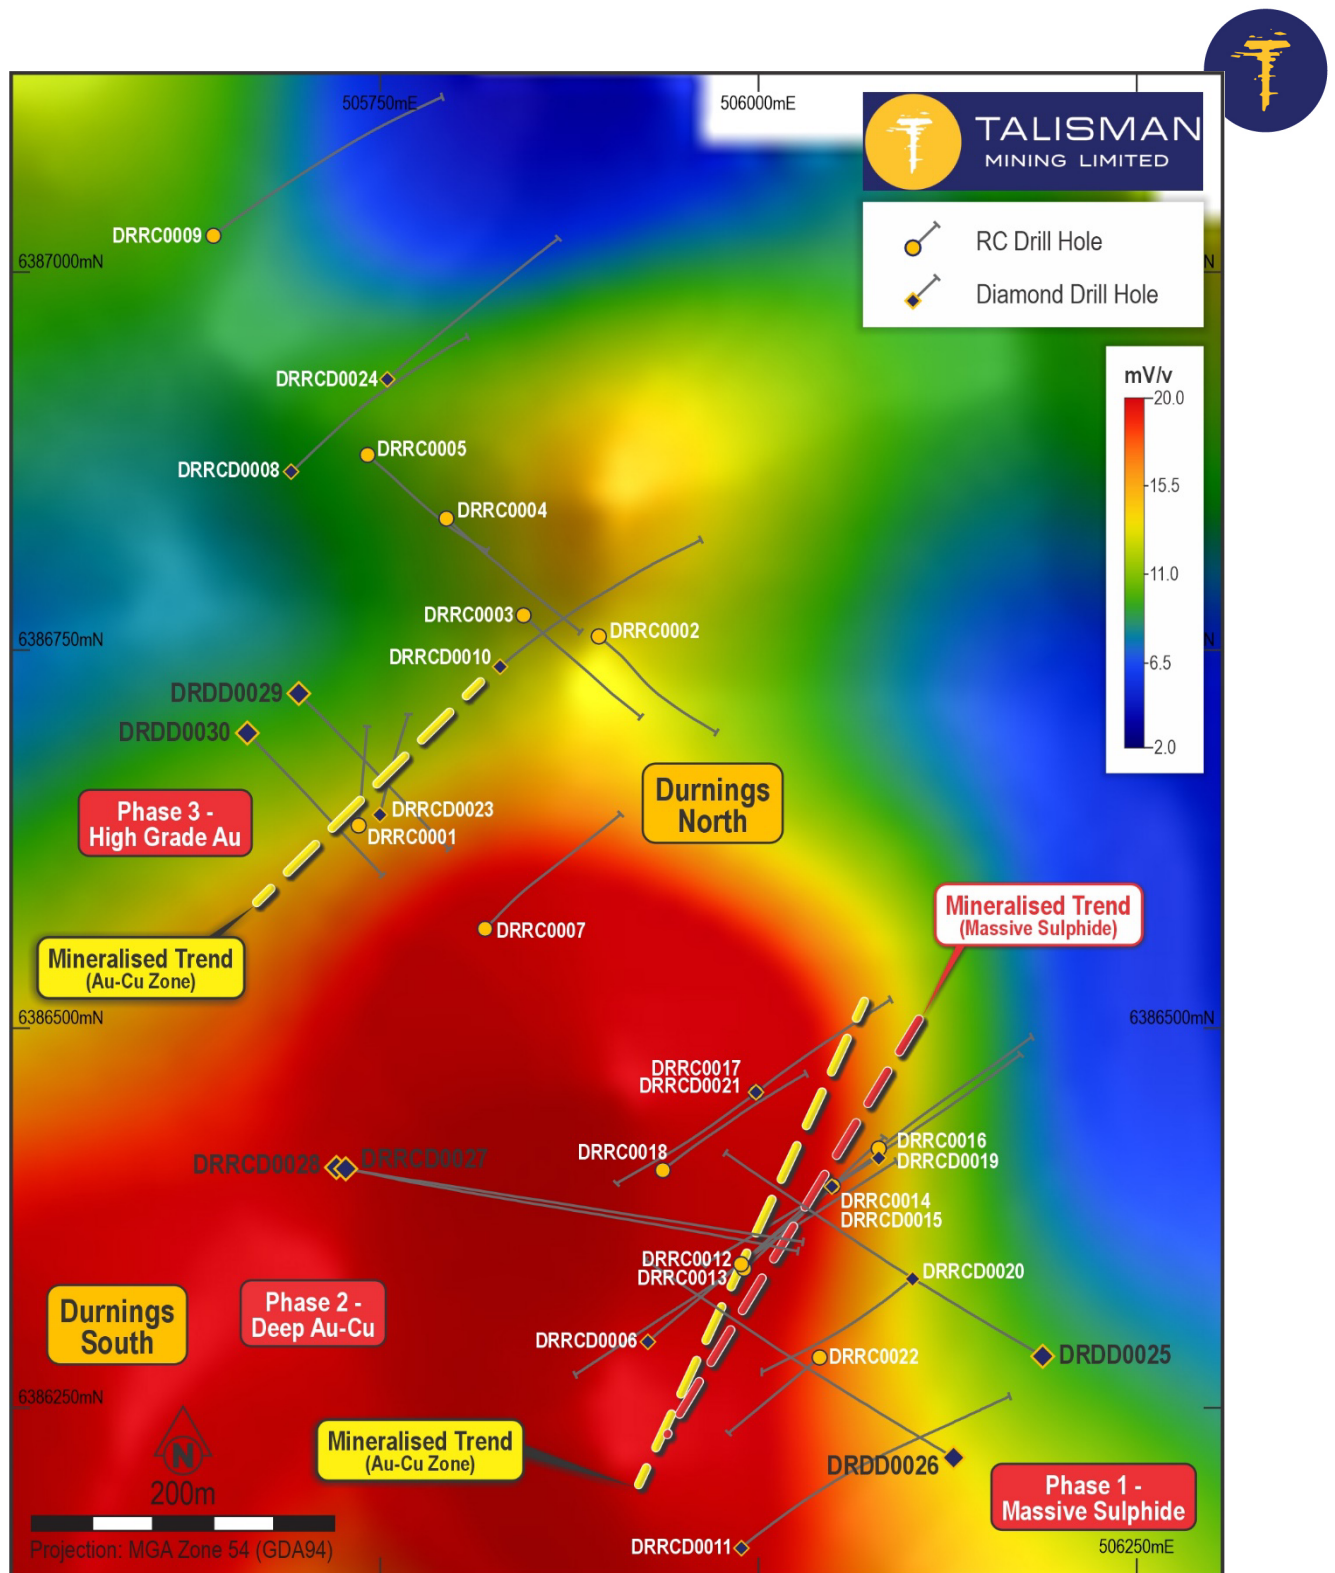 505750mE
506000mE
TALISMAN
MINING LIMITED
RC Drill Hole
Diamond Drill Hole
DRRC0009
6387000mN
N
mV/v
20.0
15.5
11.0
6.5
2.0
DRRCD0024
DRRC0005
DRRCD0008
DRRC0004
DRRC0003
DRRC0002
6386750mN
N
DRRCD0010
DRDD0029
DRDD0030
Phase 3 -
High Grade Au
DRRCD0023
DRRC0001
Durnings
North
DRRC0007
Mineralised Trend
(Massive Sulphide)
Mineralised Trend
(Au-Cu Zone)
6386500mN
6386500mN
DRRC0017
DRRCD0021
DRRC0018
DRRC0016
DRRCD0019
DRRCD0028
DRRCD0027
DRRC0014
DRRCD0015
DRRC0012
DRRC0013
DRRCD0020
Durnings
South
Phase 2 -
Deep Au-Cu
DRRCD0006
DRRC0022
DRDD0025
6386250mN
Mineralised Trend
(Au-Cu Zone)
DRDD0026
Phase 1 -
Massive Sulphide
N
200m
Projection: MGA Zone 54 (GDA94)
DRRCD0011
506250mE